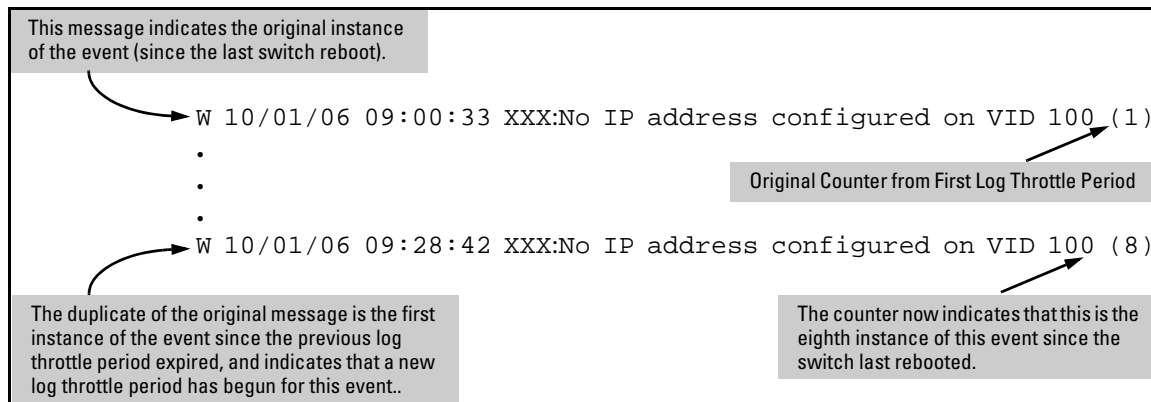 This message indicates the original instance
of the event (since the last switch reboot).
W 10/01/06 09:00:33 XXX:No IP address configured on VID 100 (1)
.
.
.
Original Counter from First Log Throttle Period
W 10/01/06 09:28:42 XXX:No IP address configured on VID 100 (8)
The duplicate of the original message is the first
instance of the event since the previous log
throttle period expired, and indicates that a new
log throttle period has begun for this event..
The counter now indicates that this is the
eighth instance of this event since the
switch last rebooted.